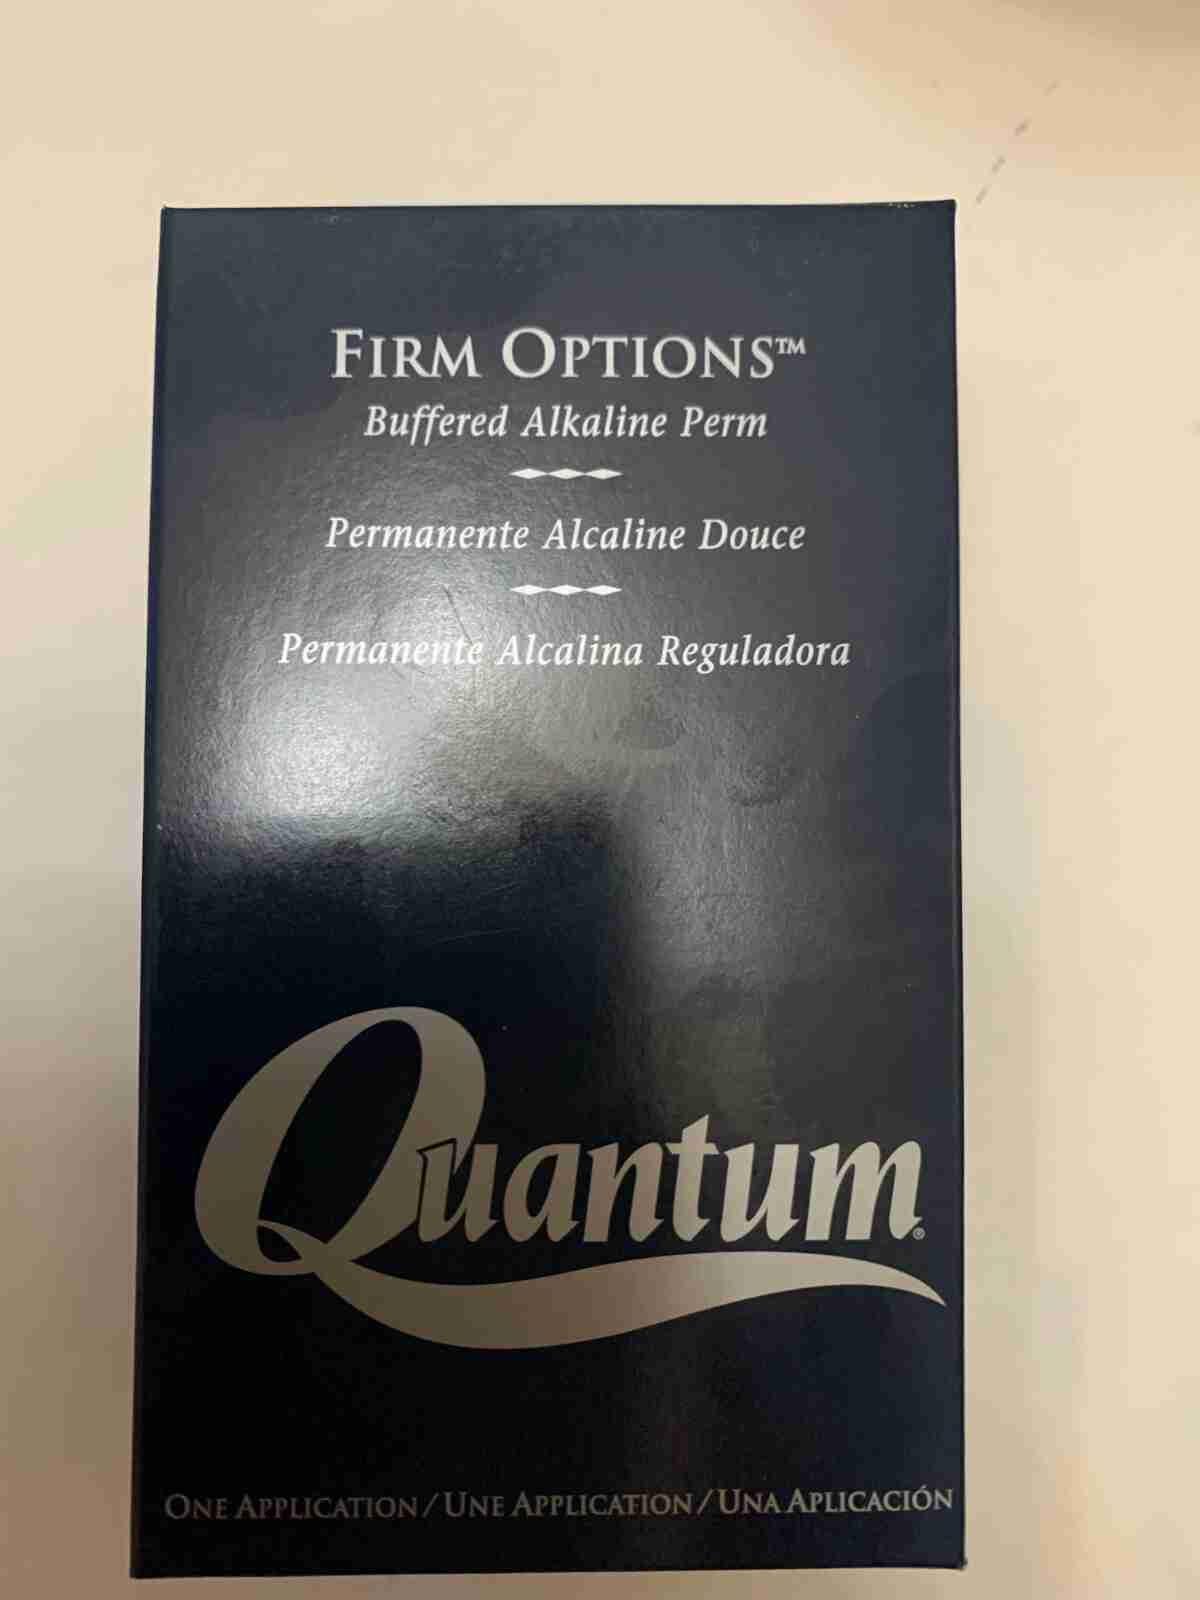 FIRM OPTIONS™
Buffered Alkaline Perm
Permanente Alcaline Douce
Permanente Alcalina Reguladora
Quantum®
ONE APPLICATION / UNE APPLICATION / UNA APLICACIÓN